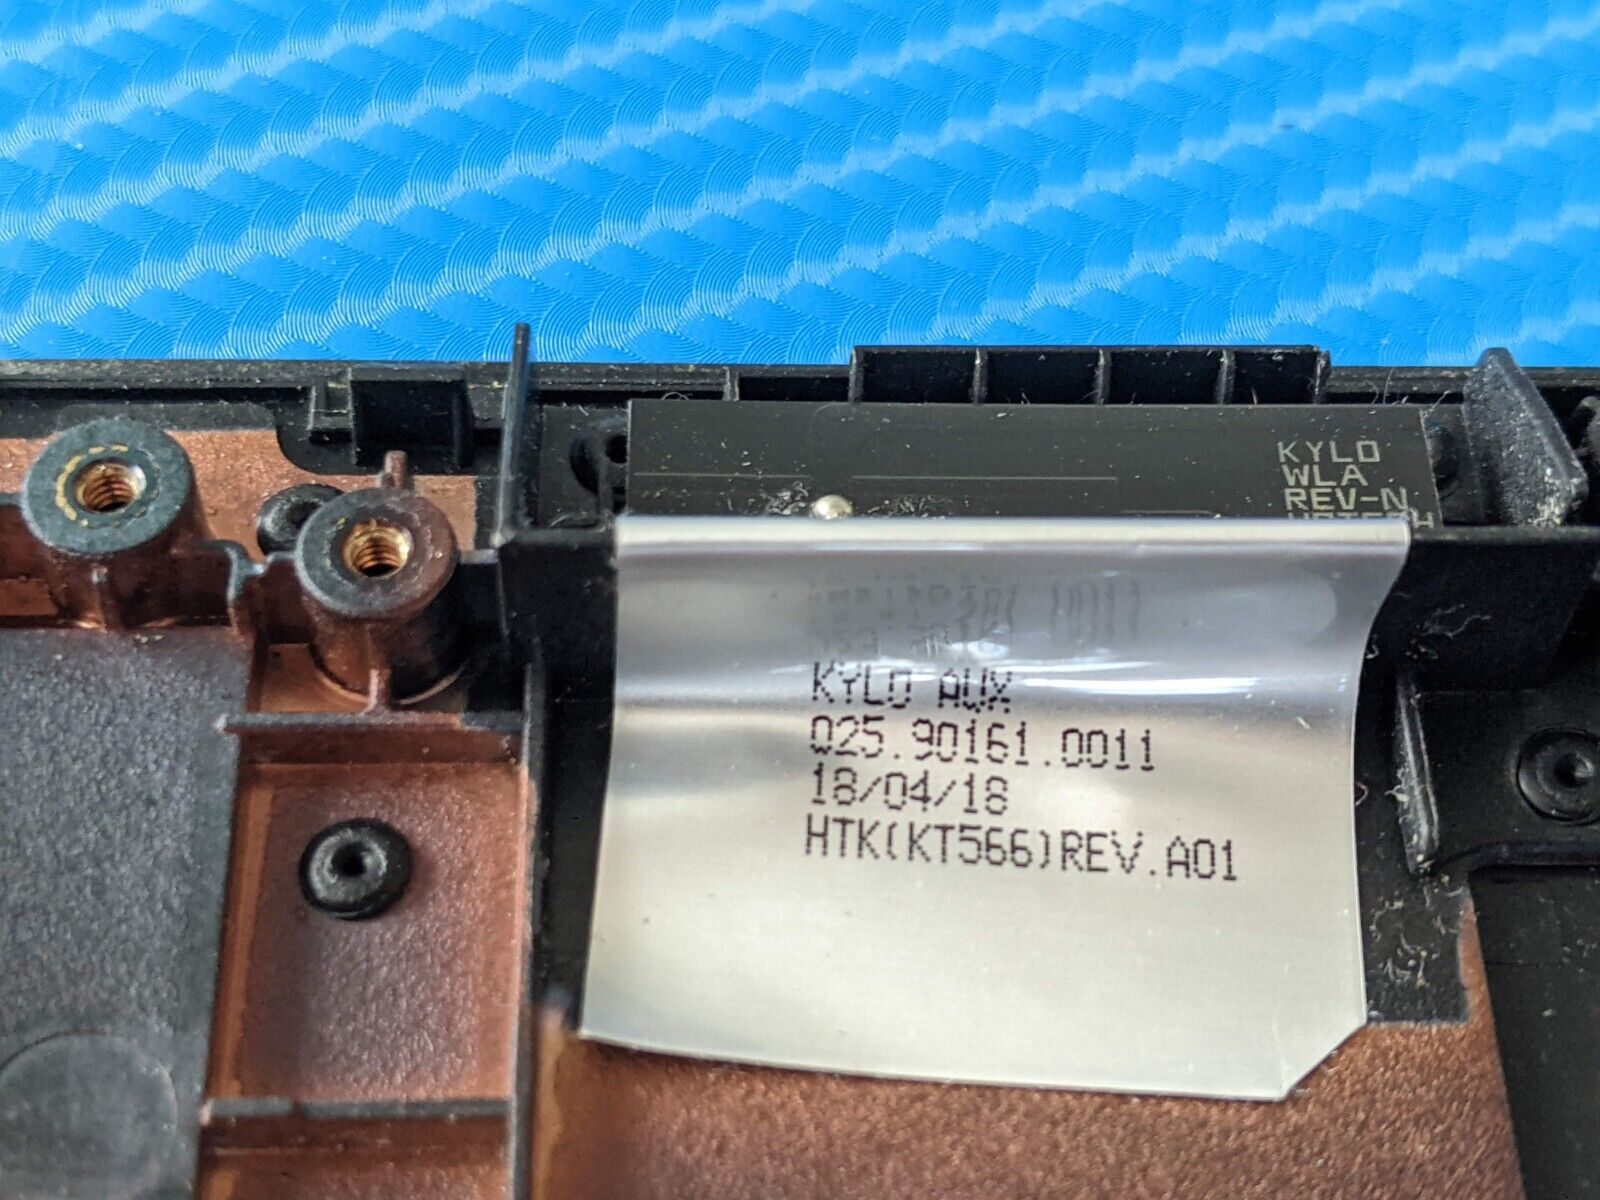 KYLO
WLA
REV-N
KYLO AUX
025.90161.0011
18/04/18
HTK(KT566)REV.A01